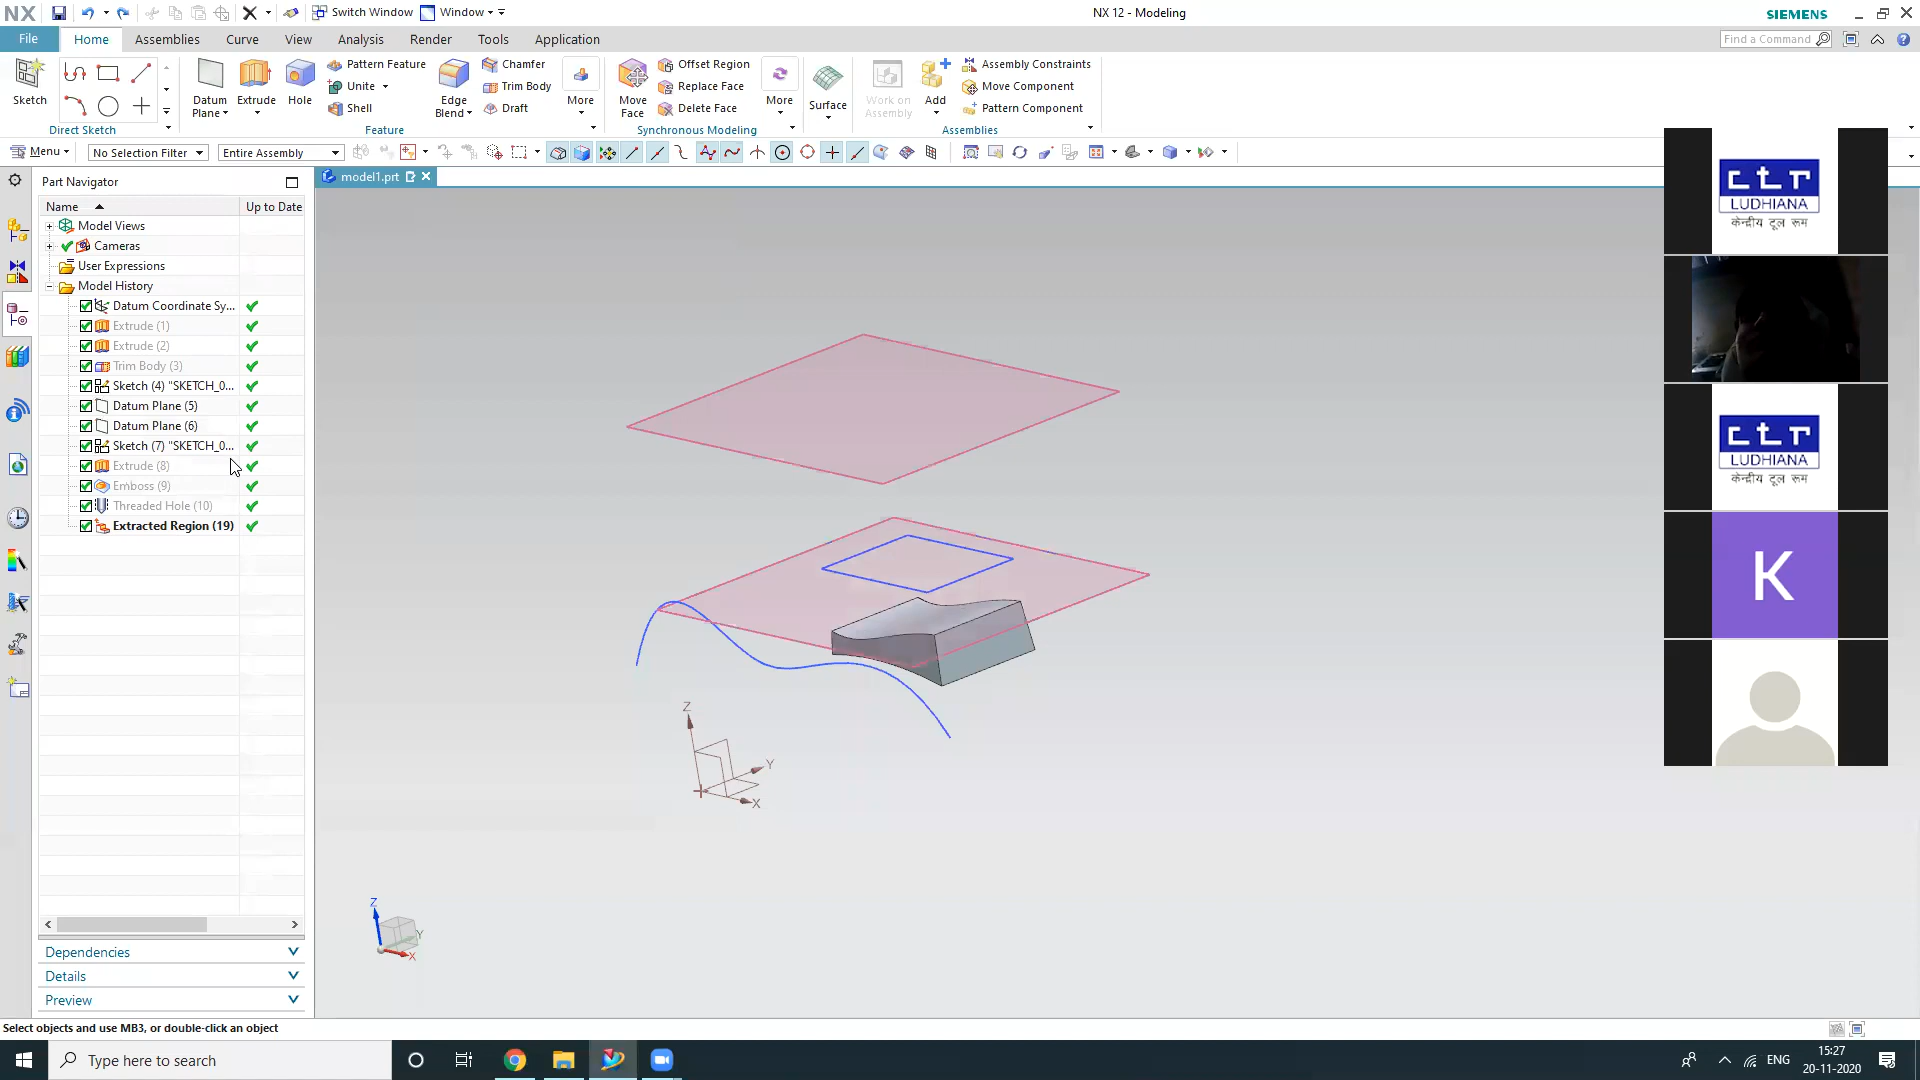 NX
Switch Window
Window
NX 12 - Modeling
SIEMENS
File
Home
Assemblies
Curve
View
Analysis
Render
Tools
Application
Find a Command
Sketch
Direct Sketch
Datum
Plane
Extrude
Hole
Pattern Feature
Unite
Shell
Edge
Blend
Chamfer
Trim Body
Draft
More
Feature
Move
Face
Offset Region
Replace Face
Delete Face
More
Synchronous Modeling
Surface
Work on
Assembly
Add
Assembly Constraints
Move Component
Pattern Component
Assemblies
Menu
No Selection Filter
Entire Assembly
Part Navigator
model1.prt
Name
Up to Date
Model Views
Cameras
User Expressions
Model History
Datum Coordinate Sy...
Extrude (1)
Extrude (2)
Trim Body (3)
Sketch (4) "SKETCH_0...
Datum Plane (5)
Datum Plane (6)
Sketch (7) "SKETCH_0...
Extrude (8)
Emboss (9)
Threaded Hole (10)
Extracted Region (19)
Z
Y
X
Z
Y
X
ctr
LUDHIANA
केन्दीय टूल रूम
ctr
LUDHIANA
केन्दीय टूल रूम
K
Dependencies
Details
Preview
Select objects and use MB3, or double-click an object
Type here to search
ENG
15:27
20-11-2020